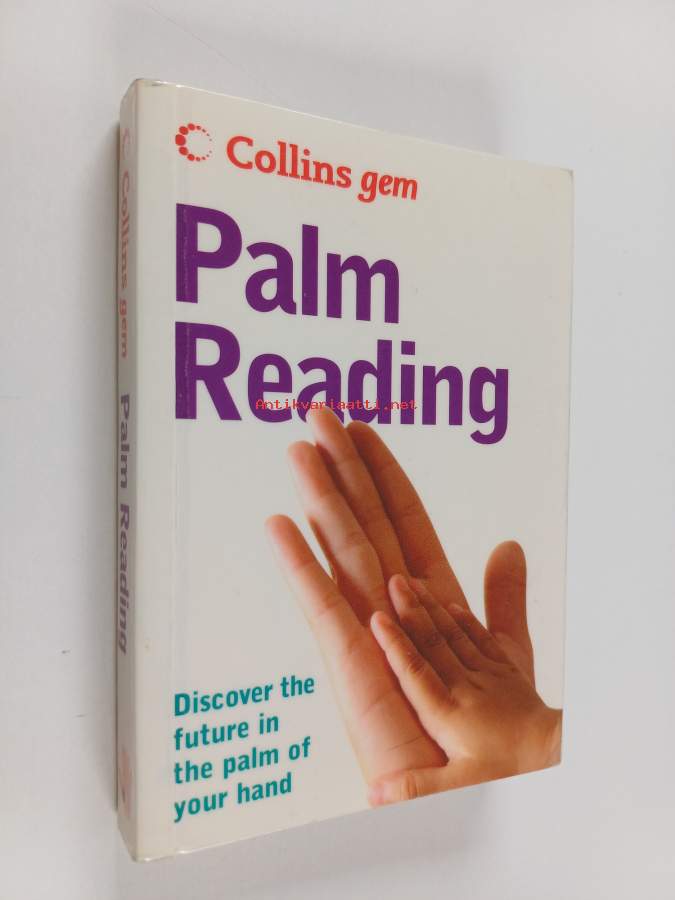 Collins gem
Palm
Reading
Antikvariaatti.net
Discover the
future in
the palm of
your hand
Collins gem Palm Reading